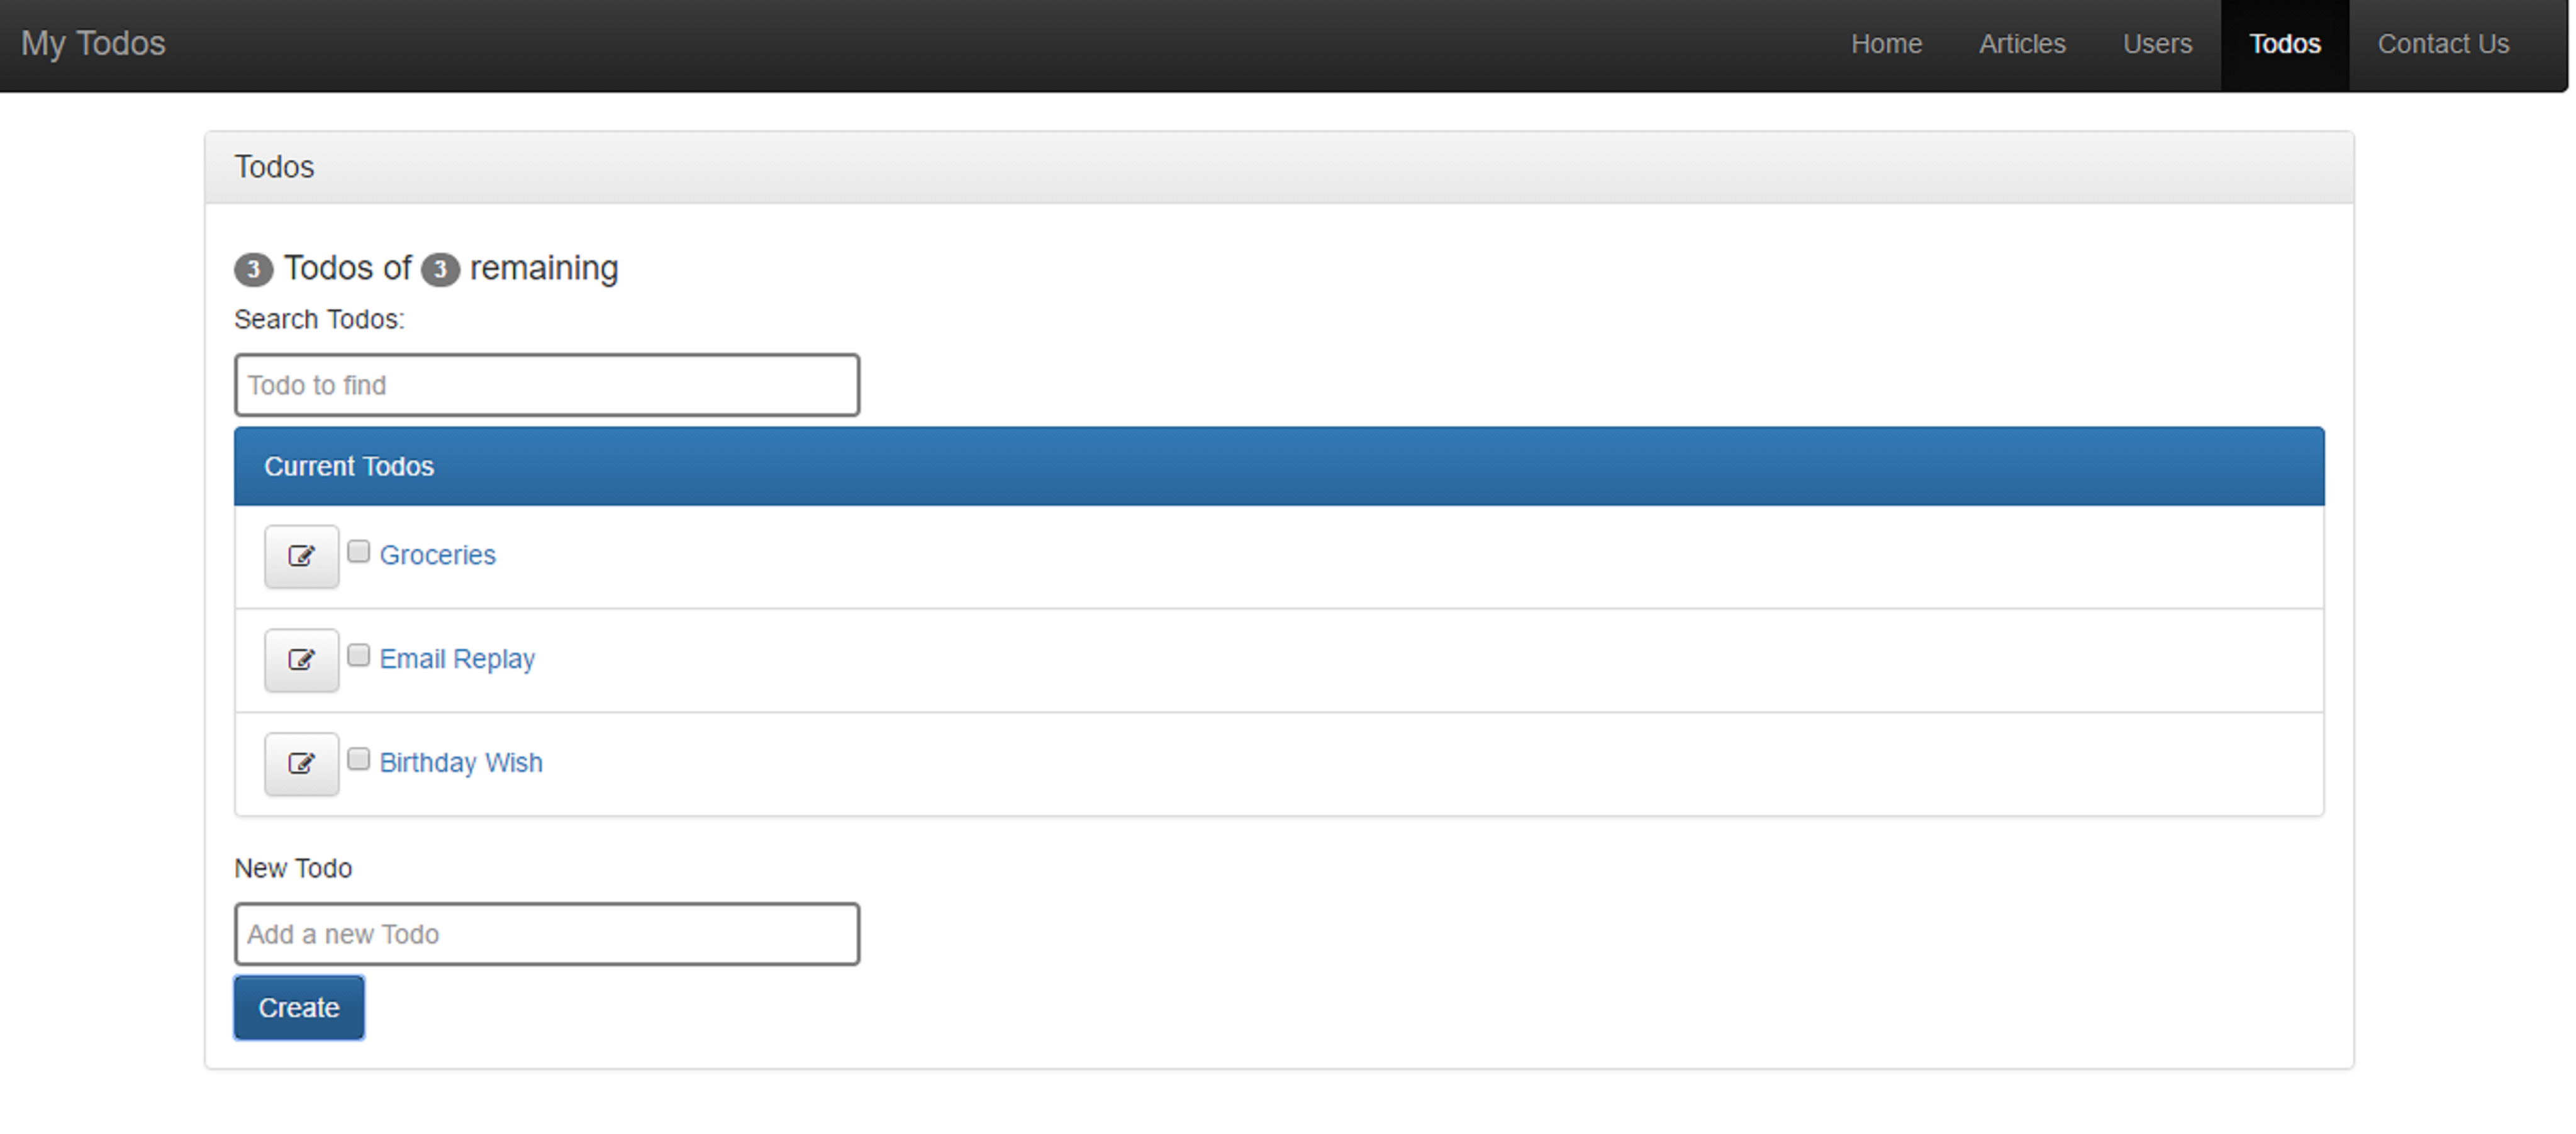 My Todos Home Articles Users Todos Contact Us
Todos
3 Todos of 3 remaining
Search Todos:
Todo to find
Current Todos
Groceries
Email Replay
Birthday Wish
New Todo
Add a new Todo
Create